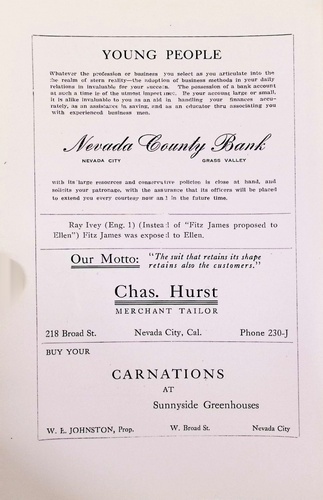 YOUNG PEOPLE
Whatever the profession or business you select as you articulate into the
the realm of stern reality—the adoption of business methods in your daily
relations in invaluable for your success. The possession of a bank account
at such a time is of the utmost importance. Be your account large or small,
it is alike invaluable to you as an aid in handling your finances accu-
rately, as an assistance in saving, and as an educator thru associating you
with experienced business men.
Nevada County Bank
NEVADA CITY GRASS VALLEY
with its large resources and conservative policies is close at hand, and
solicits your patronage, with the assurance that its officers will be placed
to extend you every courtesy now and in the future time.
Ray Ivey (Eng. 1) (Instead of "Fitz James proposed to
Ellen") Fitz James was exposed to Ellen.
Our Motto: "The suit that retains its shape
retains also the customers."
Chas. Hurst
MERCHANT TAILOR
218 Broad St. Nevada City, Cal. Phone 230-J
BUY YOUR
CARNATIONS
AT
Sunnyside Greenhouses
W. E. JOHNSTON, Prop. W. Broad St. Nevada City